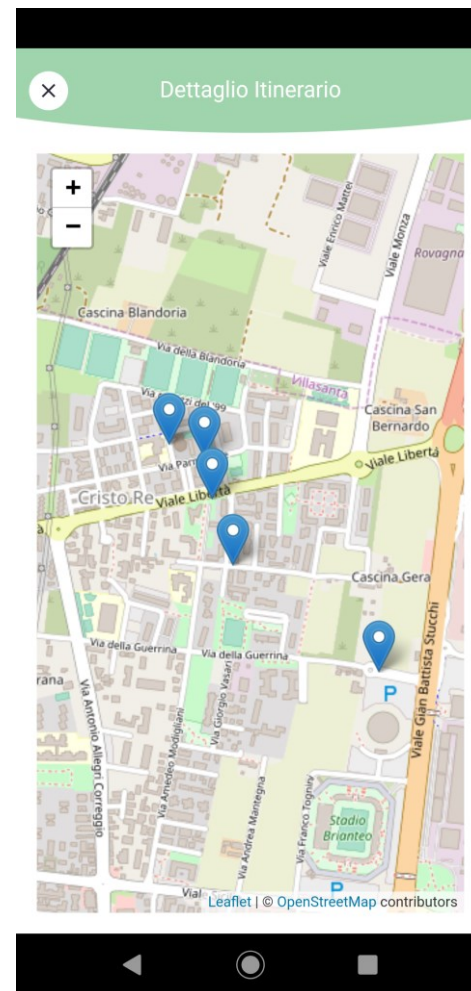 Dettaglio Itinerario
+
−
Viale Enrico Mattei
Viale Monza
Rovagna
Cascina Blandoria
Via della Blandoria
Villasanta
Cascina San
Bernardo
Viale Libertà
Cristo Re
Viale Libertà
Cascina Gera
Via della Guerrina
Via della Guerrina
rana
P
Via Antonio Allegri Correggio
Via Amedeo Modigliani
Via Giorgio Vasari
Viale Gian Battista Stucchi
Via Andrea Mantegna
Via Franco Tognini
Stadio
Brianteo
P
Leaflet | © OpenStreetMap contributors